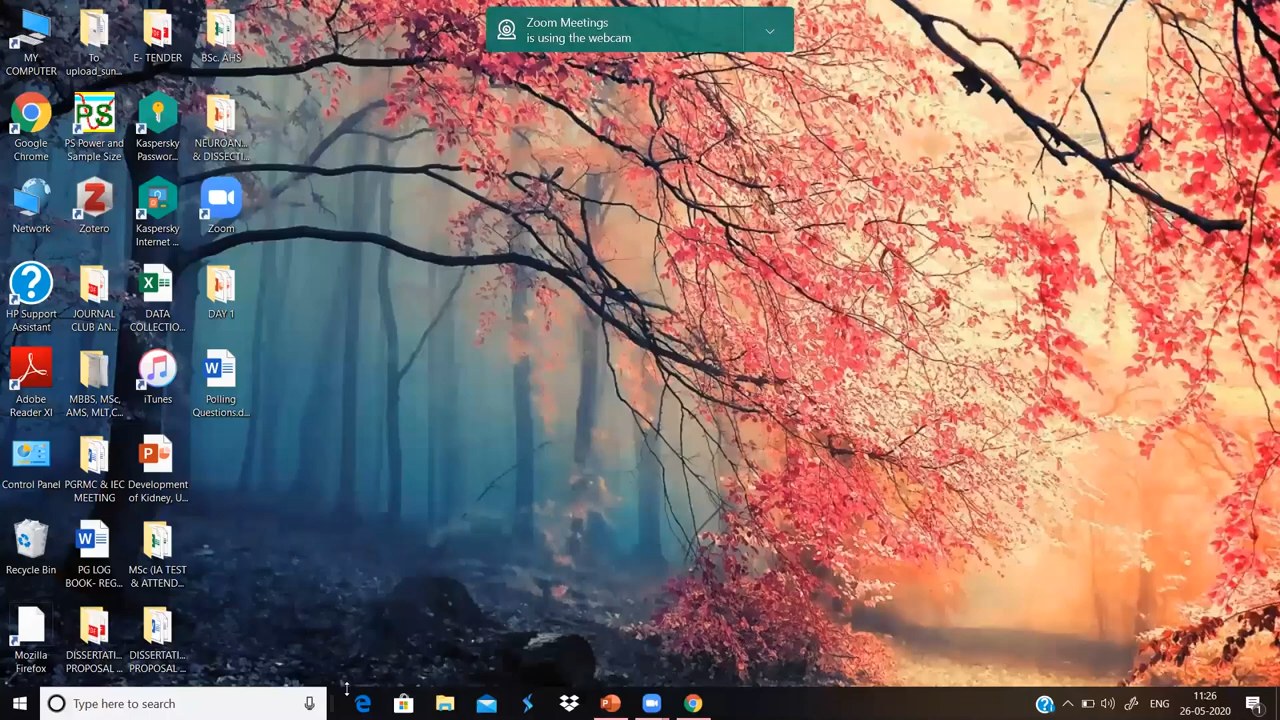 Zoom Meetings
is using the webcam
MY
COMPUTER
To
upload_sun...
E- TENDER
BSc. AHS
Google
Chrome
PS Power and
Sample Size
Kaspersky
Passwor...
NEUROAN...
& DISSECTI...
Network
Zotero
Kaspersky
Internet ...
Zoom
HP Support
Assistant
JOURNAL
CLUB AN...
DATA
COLLECTIO...
DAY 1
Adobe
Reader XI
MBBS, MSc,
AMS, MLT,C...
iTunes
Polling
Questions.d...
Control Panel
PGRMC & IEC
MEETING
Development
of Kidney, U...
Recycle Bin
PG LOG
BOOK- REG...
MSc (IA TEST
& ATTEND...
Mozilla
Firefox
DISSERTATI...
PROPOSAL ...
DISSERTATI...
PROPOSAL ...
Type here to search
ENG
11:26
26-05-2020
1